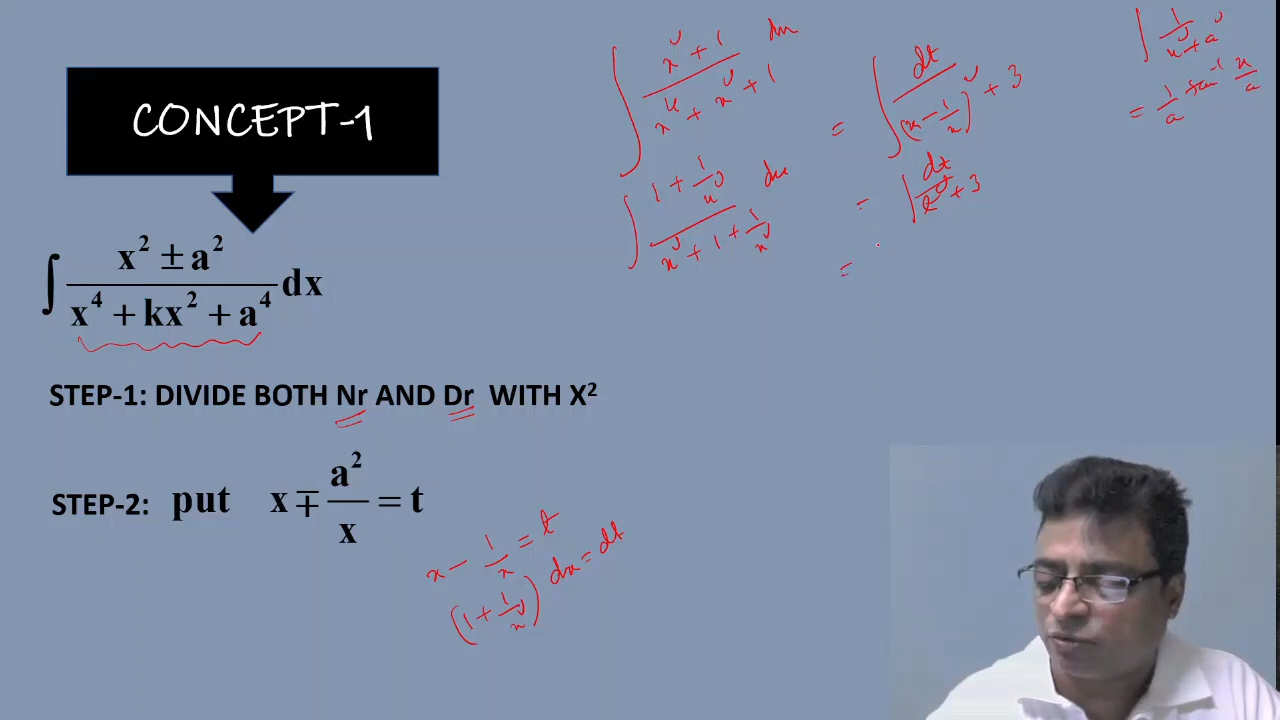 CONCEPT-1
∫ (x² ± a²)/(x⁴ + kx² + a⁴) dx
STEP-1: DIVIDE BOTH Nr AND Dr WITH X²
STEP-2: put x ∓ a²/x = t
x - 1/x = t
(1 + 1/x²) dx = dt
∫ (x² + 1)/(x⁴ + x² + 1) dx
∫ (1 + 1/x²)/(x² + 1 + 1/x²) dx
= ∫ dt/((x - 1/x)² + 3)
= ∫ dt/(t² + 3)
=
∫ 1/(x² + a²)
= 1/a tan⁻¹ x/a